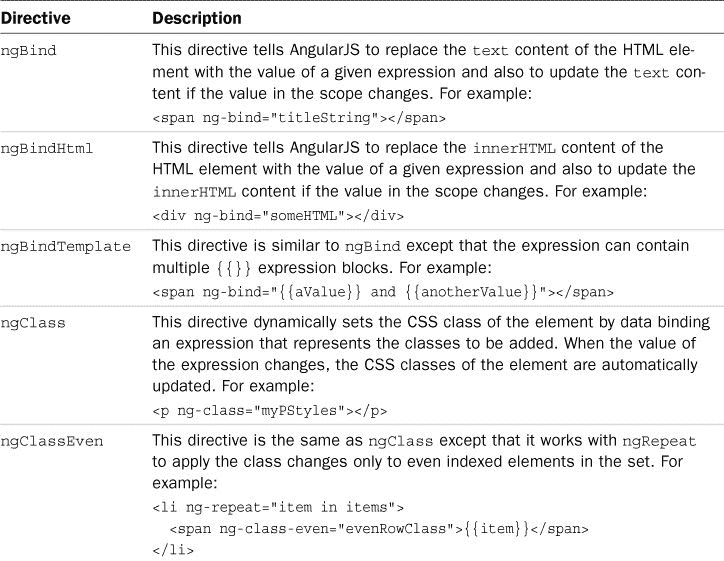 Directive Description
ngBind This directive tells AngularJS to replace the text content of the HTML ele-
ment with the value of a given expression and also to update the text con-
tent if the value in the scope changes. For example:
<span ng-bind="titleString"></span>
ngBindHtml This directive tells AngularJS to replace the innerHTML content of the
HTML element with the value of a given expression and also to update the
innerHTML content if the value in the scope changes. For example:
<div ng-bind="someHTML"></div>
ngBindTemplate This directive is similar to ngBind except that the expression can contain
multiple {{}} expression blocks. For example:
<span ng-bind="{{aValue}} and {{anotherValue}}"></span>
ngClass This directive dynamically sets the CSS class of the element by data binding
an expression that represents the classes to be added. When the value of
the expression changes, the CSS classes of the element are automatically
updated. For example:
<p ng-class="myPStyles"></p>
ngClassEven This directive is the same as ngClass except that it works with ngRepeat
to apply the class changes only to even indexed elements in the set. For
example:
<li ng-repeat="item in items">
<span ng-class-even="evenRowClass">{{item}}</span>
</li>